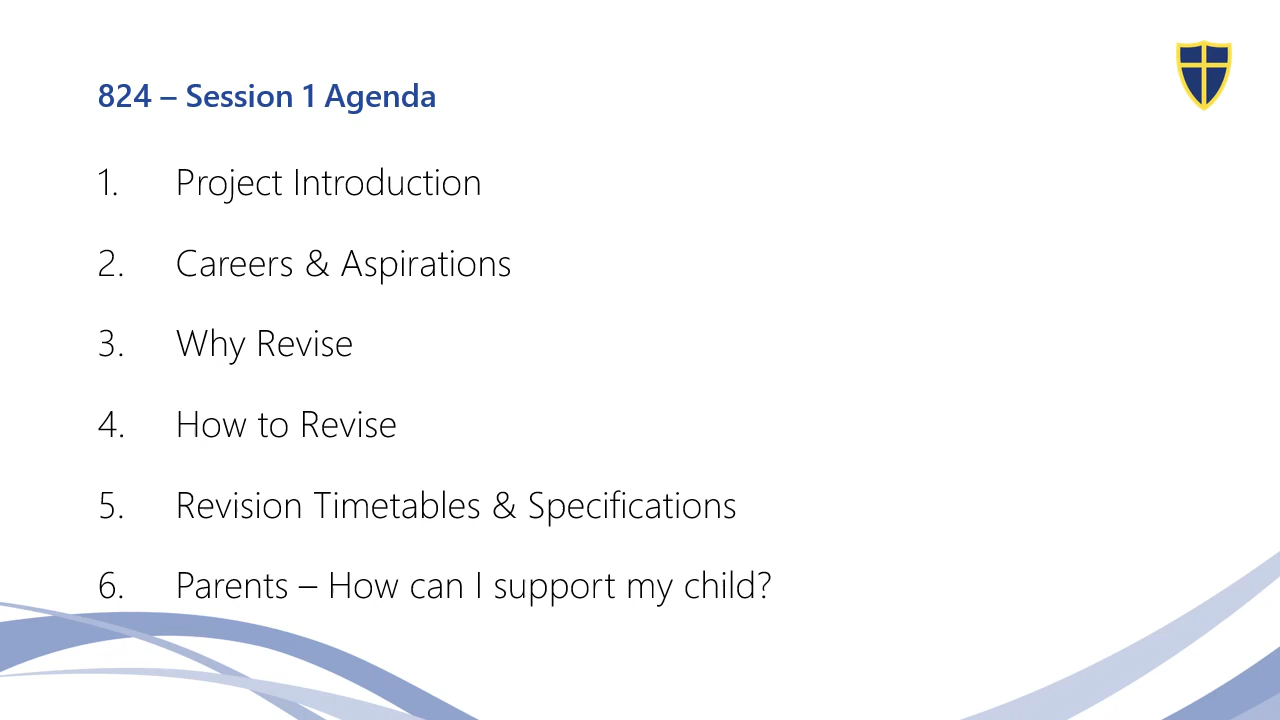 824 – Session 1 Agenda
1. Project Introduction
2. Careers & Aspirations
3. Why Revise
4. How to Revise
5. Revision Timetables & Specifications
6. Parents – How can I support my child?